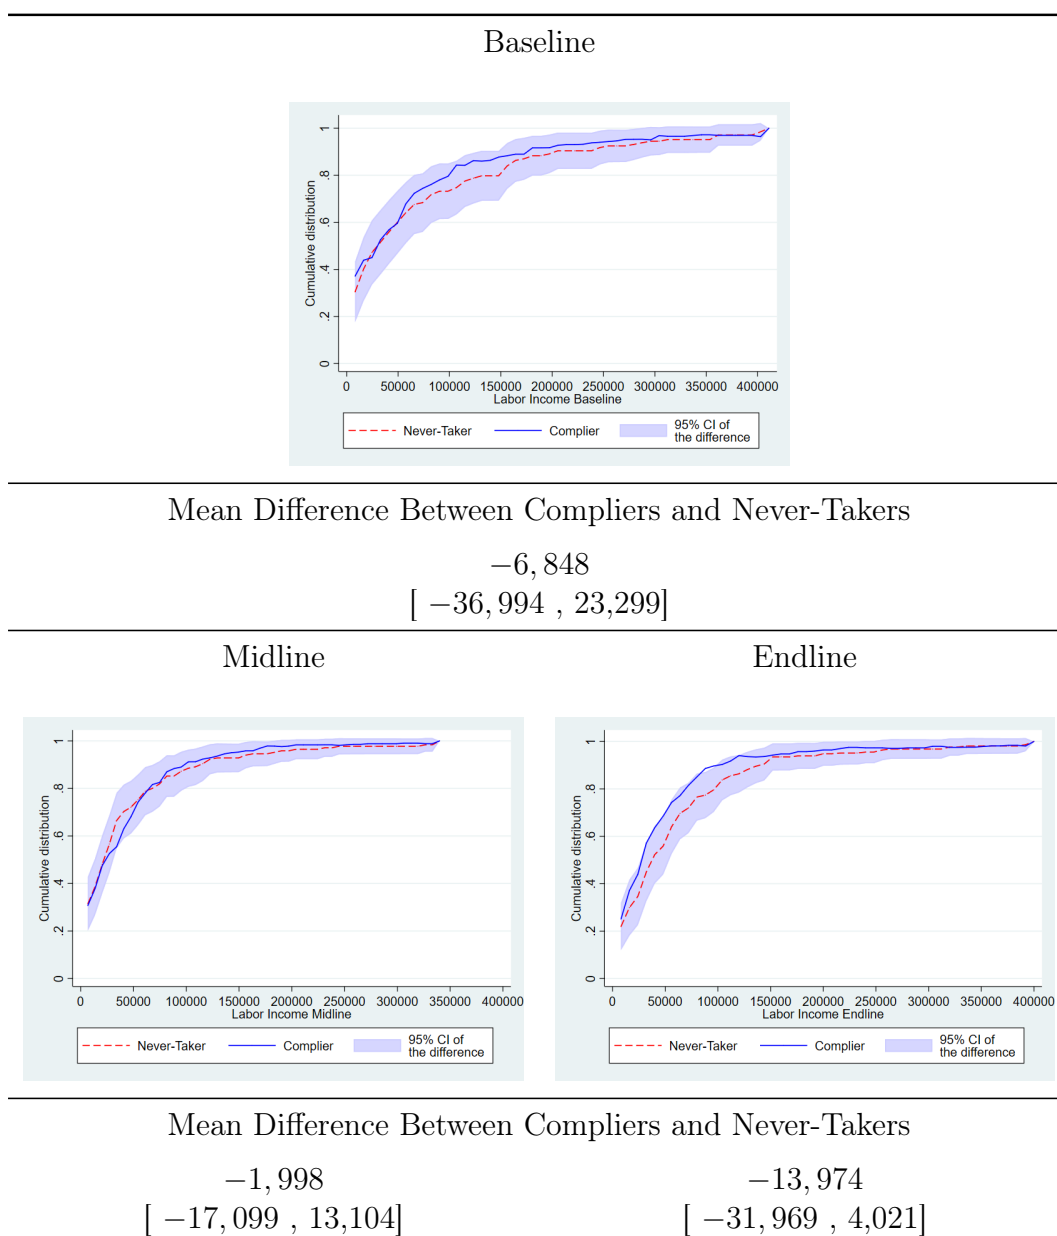 Baseline
Cumulative distribution
0 .2 .4 .6 .8 1
0 50000 100000 150000 200000 250000 300000 350000 400000
Labor Income Baseline
Never-Taker Complier 95% CI of
the difference
Mean Difference Between Compliers and Never-Takers
−6, 848
[ −36, 994 , 23,299]
Midline Endline
Cumulative distribution
0 .2 .4 .6 .8 1
0 50000 100000 150000 200000 250000 300000 350000 400000
Labor Income Midline
Never-Taker Complier 95% CI of
the difference
Cumulative distribution
0 .2 .4 .6 .8 1
0 50000 100000 150000 200000 250000 300000 350000 400000
Labor Income Endline
Never-Taker Complier 95% CI of
the difference
Mean Difference Between Compliers and Never-Takers
−1, 998 −13, 974
[ −17, 099 , 13,104] [ −31, 969 , 4,021]